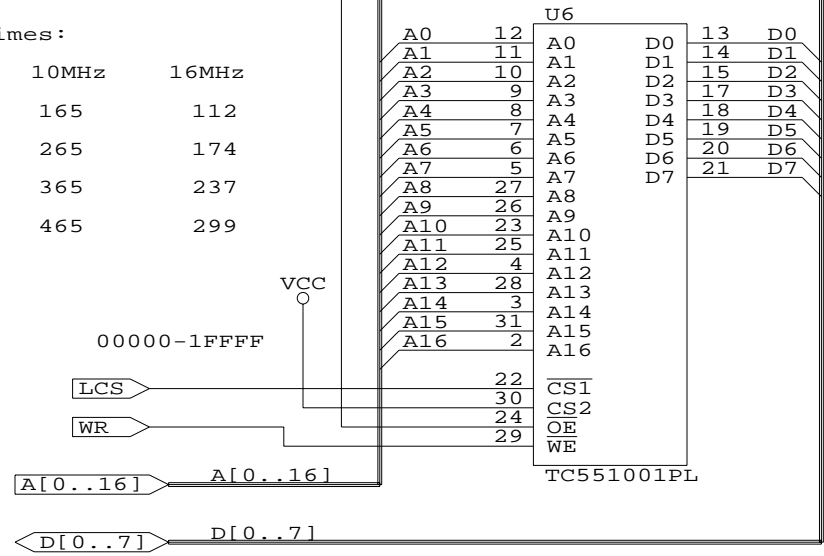 imes:
10MHz 16MHz
165 112
265 174
365 237
465 299
VCC
00000-1FFFF
LCS
WR
A[0..16] A[0..16]
D[0..7] D[0..7]
U6
A0 12 A0 D0 13 D0
A1 11 A1 D1 14 D1
A2 10 A2 D2 15 D2
A3 9 A3 D3 17 D3
A4 8 A4 D4 18 D4
A5 7 A5 D5 19 D5
A6 6 A6 D6 20 D6
A7 5 A7 D7 21 D7
A8 27 A8
A9 26 A9
A10 23 A10
A11 25 A11
A12 4 A12
A13 28 A13
A14 3 A14
A15 31 A15
A16 2 A16
22 CS1
30 CS2
24 OE
29 WE
TC551001PL